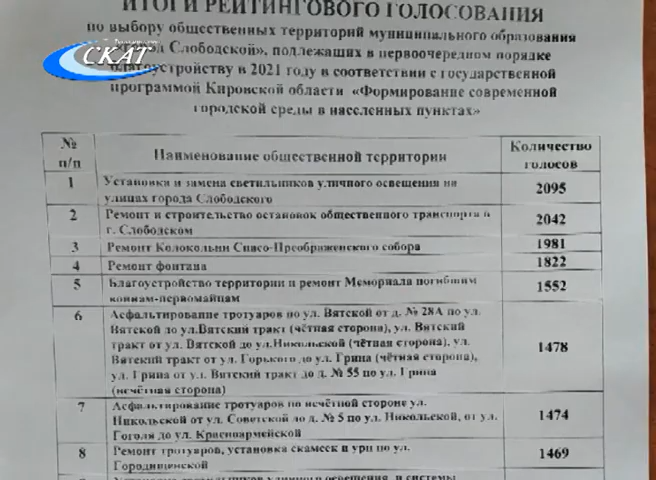 ИТОГИ РЕЙТИНГОВОГО ГОЛОСОВАНИЯ
по выбору общественных территорий муниципального образования
СКАТ
Слободской», подлежащих в первоочередном порядке
благоустройству в 2021 году в соответствии с государственной
программой Кировской области «Формирование современной
городской среды в населенных пунктах»
№ п/п
Наименование общественной территории
Количество голосов
1
Установка и замена светильников уличного освещения на
улицах города Слободского
2095
2
Ремонт и строительство остановок общественного транспорта в
г. Слободском
2042
3
Ремонт Колокольни Спасо-Преображенского собора
1981
4
Ремонт фонтана
1822
5
Благоустройство территории и ремонт Мемориала погибшим
воинам-первомайцам
1552
6
Асфальтирование тротуаров по ул. Вятской от д. № 28А по ул.
Вятской до ул.Вятский тракт (чётная сторона), ул. Вятский
тракт от ул. Вятской до ул.Никольской (чётная сторона), ул.
Вятский тракт от ул. Горького до ул. Грина (чётная сторона),
ул. Грина от ул. Вятский тракт до д. № 55 по ул. Грина
(нечётная сторона)
1478
7
Асфальтирование тротуаров по нечётной стороне ул.
Никольской от ул. Советской до д. № 5 по ул. Никольской, от ул.
Гоголя до ул. Красноармейской
1474
8
Ремонт тротуаров, установка скамеек и урн по ул.
Городищенской
1469
уличного освещения, и системы